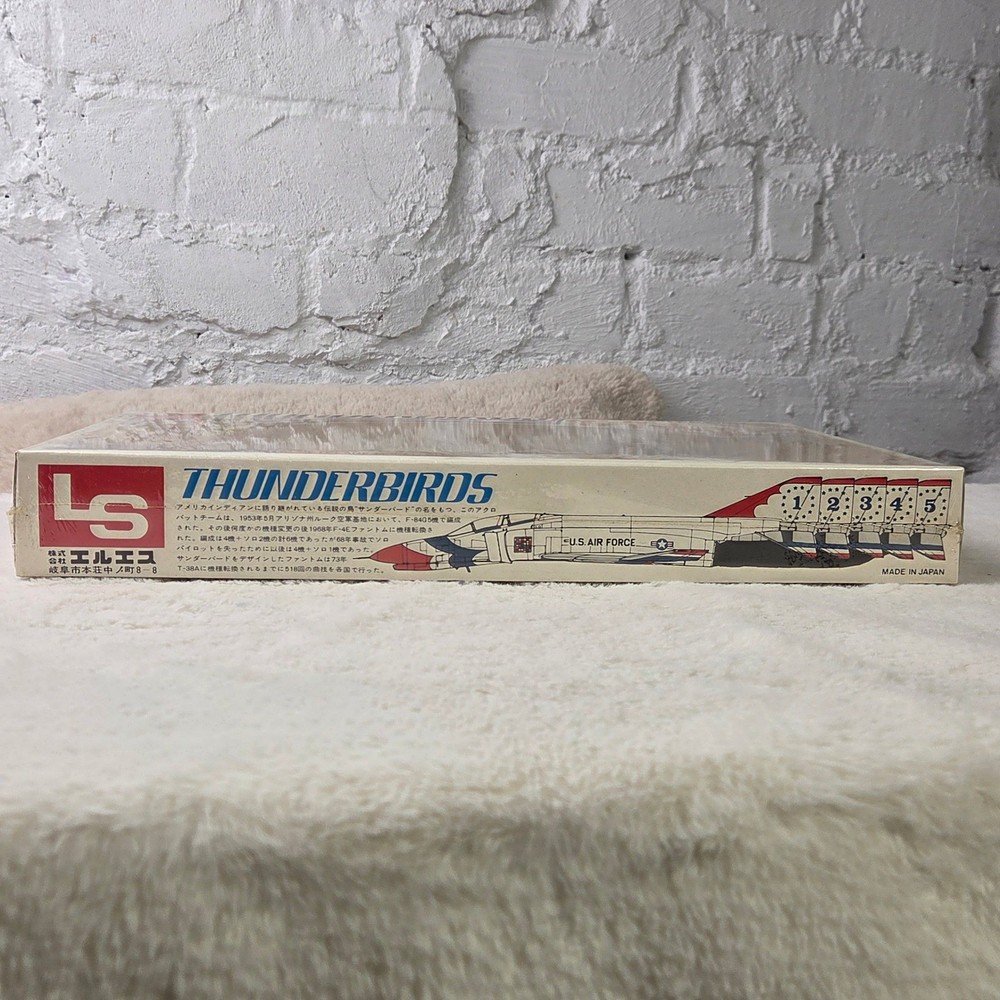 LS
株式会社 エルエス
岐阜市本荘中ノ町8-8
THUNDERBIRDS
アメリカインディアンに語り継がれている伝説の鳥"サンダーバード"の名をもつ、このアクロ
バットチームは、1953年5月アリゾナ州ルーク空軍基地において、F-84G5機で編成
された。その後何度かの機種変更の後1968年F-4Eファントムに機種転換さ
れた。編成は4機+ソロ2機の計6機であったが68年事故でソロ
パイロットを失ったために以後は4機+ソロ1機であった。
サンダーバードをデザインしたファントムは73年
T-38Aに機種転換されるまでに518回の曲技を各国で行った。
U.S. AIR FORCE
1 2 3 4 5
MADE IN JAPAN